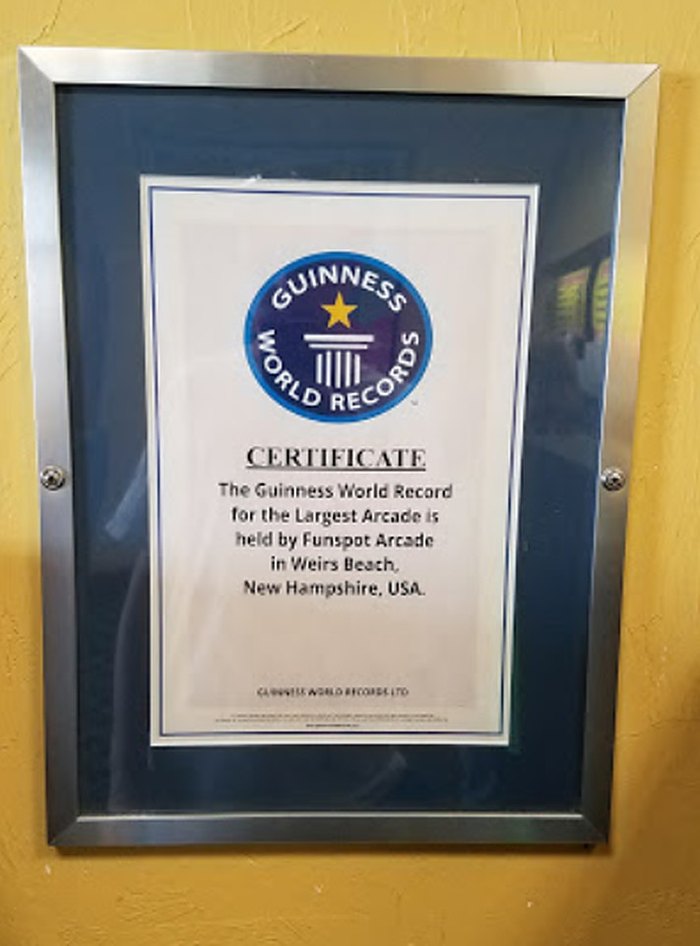 GUINNESS
WORLD RECORDS
CERTIFICATE
The Guinness World Record
for the Largest Arcade is
held by Funspot Arcade
in Weirs Beach,
New Hampshire, USA.
GUINNESS WORLD RECORDS LTD